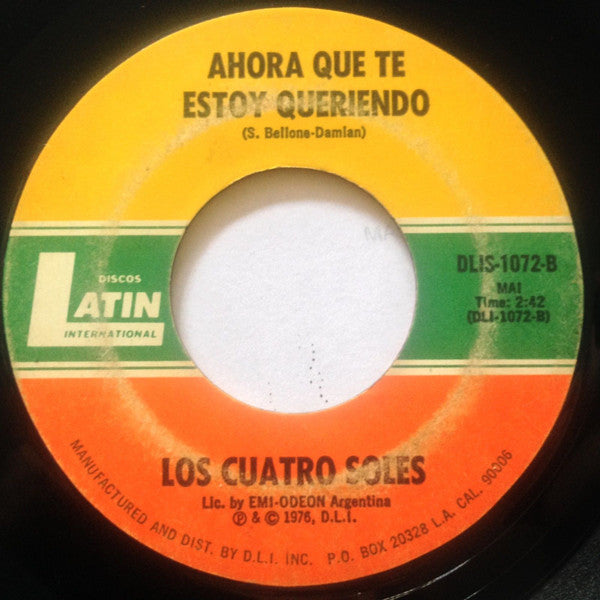 AHORA QUE TE
ESTOY QUERIENDO
(S. Bellone-Damian)
DISCOS
LATIN
INTERNATIONAL
DLIS-1072-B
MAI
Time: 2:42
(DLI-1072-B)
LOS CUATRO SOLES
Lic. by EMI-ODEON Argentina
Ⓟ & © 1976, D.L.I.
MANUFACTURED AND DIST. BY D.L.I. INC. P.O. BOX 20328 L.A. CAL. 90006